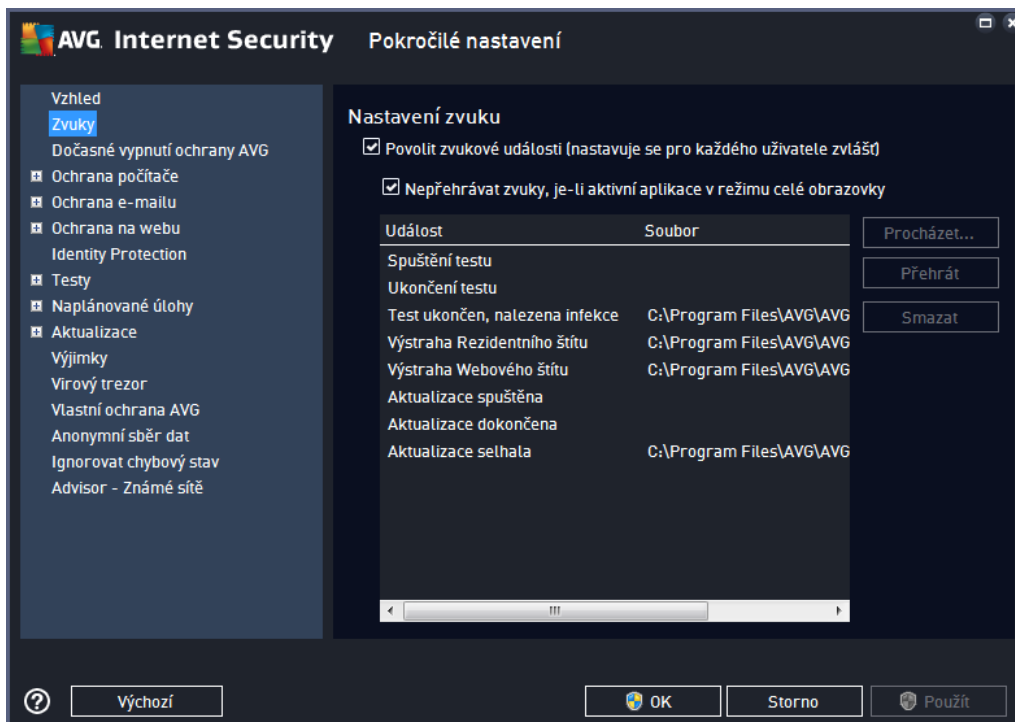 AVG. Internet Security Pokročilé nastavení
Vzhled
Zvuky
Dočasné vypnutí ochrany AVG
Ochrana počítače
Ochrana e-mailu
Ochrana na webu
Identity Protection
Testy
Naplánované úlohy
Aktualizace
Výjimky
Virový trezor
Vlastní ochrana AVG
Anonymní sběr dat
Ignorovat chybový stav
Advisor - Známé sítě
Nastavení zvuku
Povolit zvukové události (nastavuje se pro každého uživatele zvlášť)
Nepřehrávat zvuky, je-li aktivní aplikace v režimu celé obrazovky
Událost Soubor
Spuštění testu
Ukončení testu
Test ukončen, nalezena infekce C:\Program Files\AVG\AVG
Výstraha Rezidentního štítu C:\Program Files\AVG\AVG
Výstraha Webového štítu C:\Program Files\AVG\AVG
Aktualizace spuštěna
Aktualizace dokončena
Aktualizace selhala C:\Program Files\AVG\AVG
Procházet...
Přehrát
Smazat
Výchozí OK Storno Použít